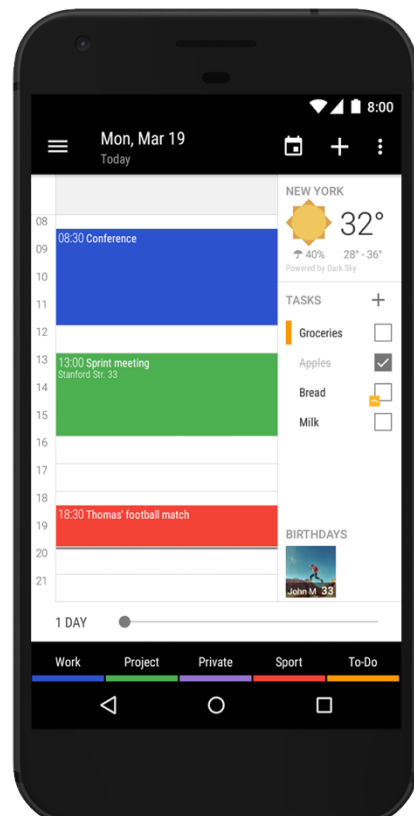 8:00
Mon, Mar 19
Today
NEW YORK
32°
40% 28° - 36°
Powered by Dark Sky
08
09
10
11
12
13
14
15
16
17
18
19
20
21
08:30 Conference
13:00 Sprint meeting
Stanford Str. 33
18:30 Thomas' football match
TASKS +
Groceries
Apples
Bread
Milk
BIRTHDAYS
John M 33
1 DAY
Work Project Private Sport To-Do